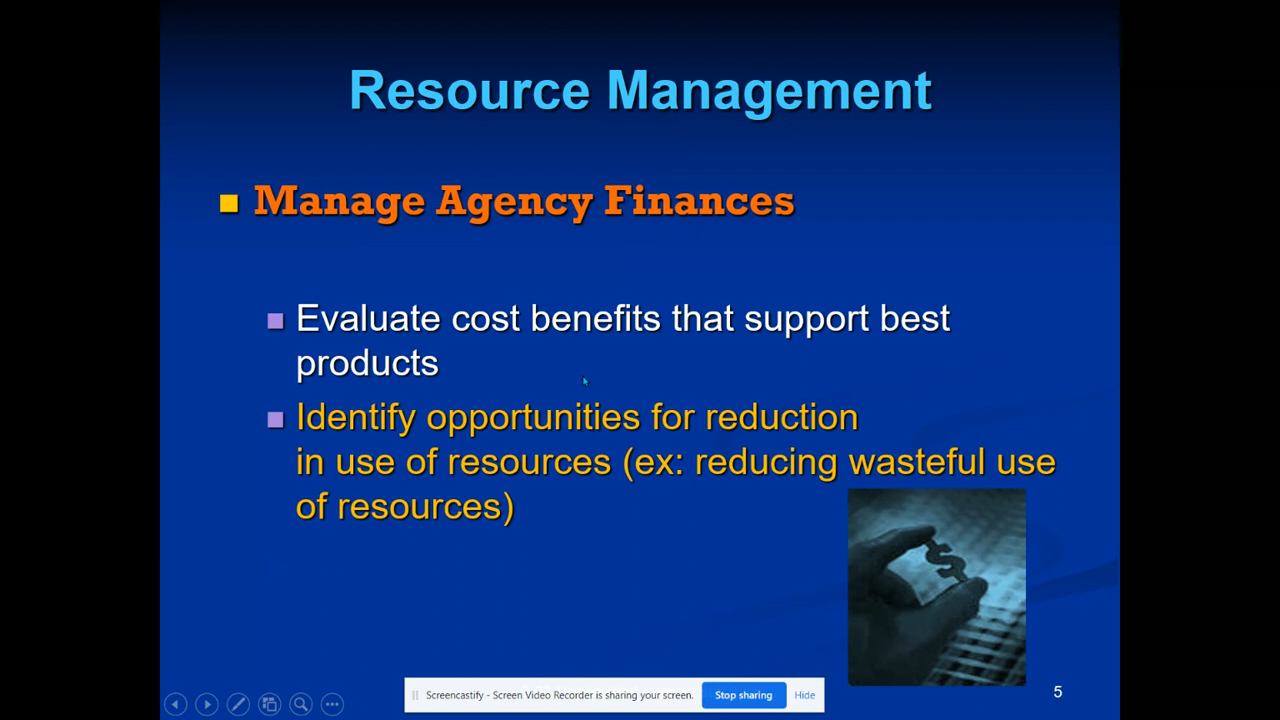 Resource Management
Manage Agency Finances
Evaluate cost benefits that support best
products
Identify opportunities for reduction
in use of resources (ex: reducing wasteful use
of resources)
$
Screencastify - Screen Video Recorder is sharing your screen. Stop sharing Hide
5